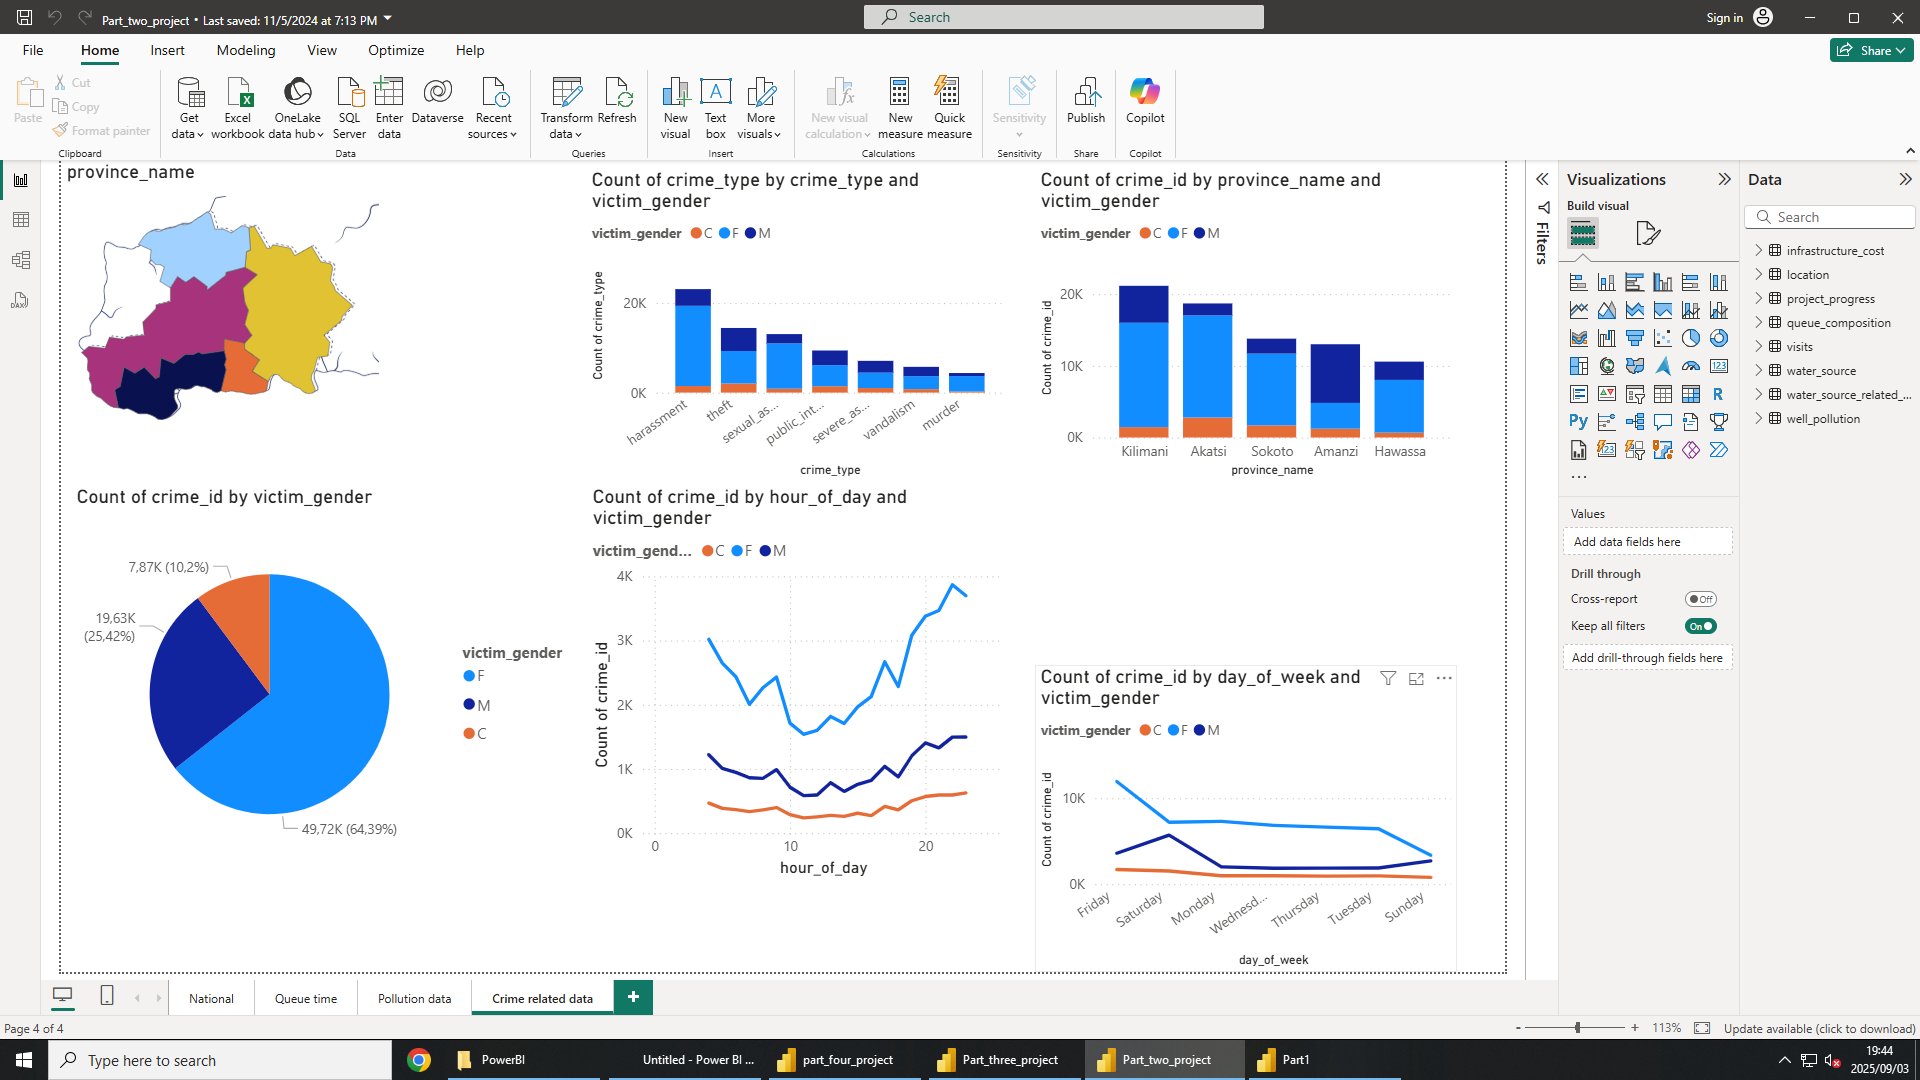 Part_two_project • Last saved: 11/5/2024 at 7:13 PM
Search
Sign in
File
Home
Insert
Modeling
View
Optimize
Help
Share
Paste
Cut
Copy
Format painter
Clipboard
Get data
Excel workbook
OneLake data hub
SQL Server
Enter data
Dataverse
Recent sources
Data
Transform data
Refresh
Queries
New visual
Text box
More visuals
Insert
New visual calculation
New measure
Quick measure
Calculations
Sensitivity
Sensitivity
Publish
Share
Copilot
Copilot
province_name
Count of crime_type by crime_type and
victim_gender
victim_gender C F M
Count of crime_type
20K
0K
harassment
theft
sexual_as...
public_int...
severe_as...
vandalism
murder
crime_type
Count of crime_id by province_name and
victim_gender
victim_gender C F M
Count of crime_id
20K
10K
0K
Kilimani Akatsi Sokoto Amanzi Hawassa
province_name
Count of crime_id by victim_gender
7,87K (10,2%)
19,63K
(25,42%)
49,72K (64,39%)
victim_gender
F
M
C
Count of crime_id by hour_of_day and
victim_gender
victim_gend... C F M
Count of crime_id
4K
3K
2K
1K
0K
0 10 20
hour_of_day
Count of crime_id by day_of_week and
victim_gender
victim_gender C F M
Count of crime_id
10K
0K
Friday
Saturday
Monday
Wednesd...
Thursday
Tuesday
Sunday
day_of_week
Filters
Visualizations
Build visual
123
R
Py
123
...
Values
Add data fields here
Drill through
Cross-report
Off
Keep all filters
On
Add drill-through fields here
Data
Search
infrastructure_cost
location
project_progress
queue_composition
visits
water_source
water_source_related_...
well_pollution
DAX
National
Queue time
Pollution data
Crime related data
+
Page 4 of 4
- + 113%
Update available (click to download)
Type here to search
PowerBI
Untitled - Power BI ...
part_four_project
Part_three_project
Part_two_project
Part1
19:44
2025/09/03